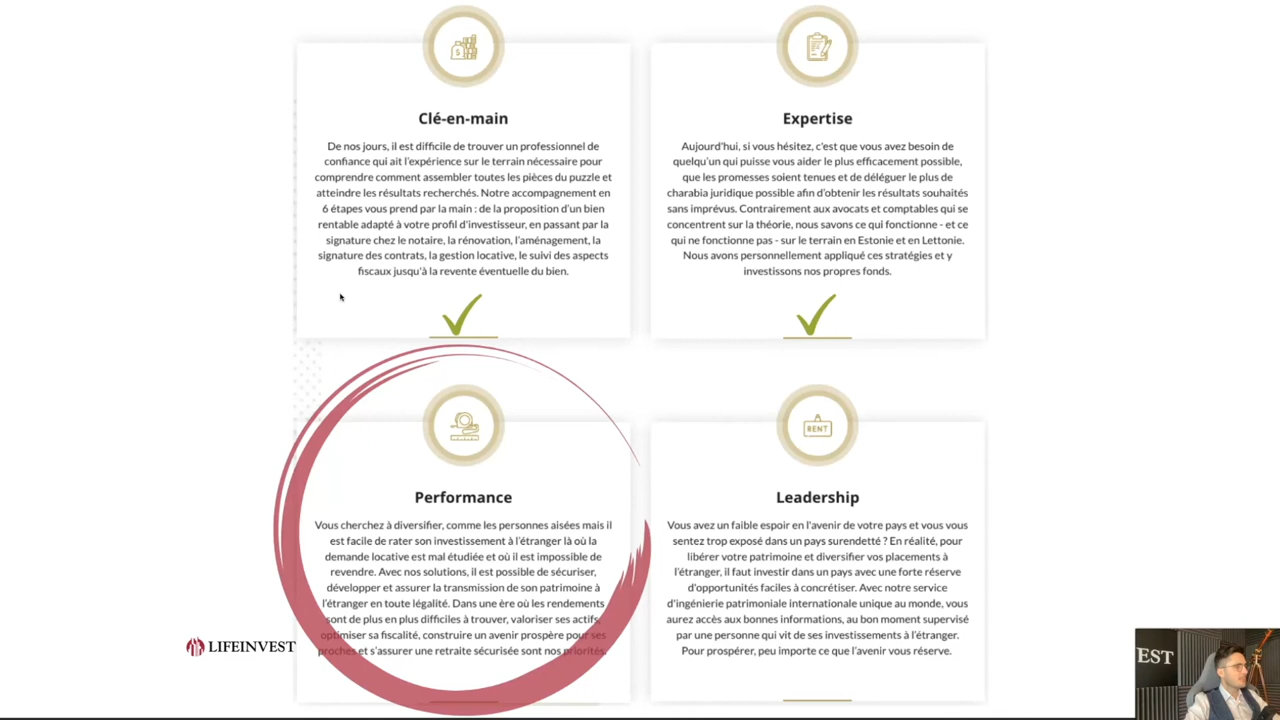 Clé-en-main
De nos jours, il est difficile de trouver un professionnel de
confiance qui ait l'expérience sur le terrain nécessaire pour
comprendre comment assembler toutes les pièces du puzzle et
atteindre les résultats recherchés. Notre accompagnement en
6 étapes vous prend par la main : de la proposition d'un bien
rentable adapté à votre profil d'investisseur, en passant par la
signature chez le notaire, la rénovation, l'aménagement, la
signature des contrats, la gestion locative, le suivi des aspects
fiscaux jusqu'à la revente éventuelle du bien.
Expertise
Aujourd'hui, si vous hésitez, c'est que vous avez besoin de
quelqu'un qui puisse vous aider le plus efficacement possible,
que les promesses soient tenues et de déléguer le plus de
charabia juridique possible afin d'obtenir les résultats souhaités
sans imprévus. Contrairement aux avocats et comptables qui se
concentrent sur la théorie, nous savons ce qui fonctionne - et ce
qui ne fonctionne pas - sur le terrain en Estonie et en Lettonie.
Nous avons personnellement appliqué ces stratégies et y
investissons nos propres fonds.
Performance
Vous cherchez à diversifier, comme les personnes aisées mais il
est facile de rater son investissement à l'étranger là où la
demande locative est mal étudiée et où il est impossible de
revendre. Avec nos solutions, il est possible de sécuriser,
développer et assurer la transmission de son patrimoine à
l'étranger en toute légalité. Dans une ère où les rendements
sont de plus en plus difficiles à trouver, valoriser ses actifs,
optimiser sa fiscalité, construire un avenir prospère pour ses
proches et s'assurer une retraite sécurisée sont nos priorités.
RENT
Leadership
Vous avez un faible espoir en l'avenir de votre pays et vous vous
sentez trop exposé dans un pays surendetté ? En réalité, pour
libérer votre patrimoine et diversifier vos placements à
l'étranger, il faut investir dans un pays avec une forte réserve
d'opportunités faciles à concrétiser. Avec notre service
d'ingénierie patrimoniale internationale unique au monde, vous
aurez accès aux bonnes informations, au bon moment supervisé
par une personne qui vit de ses investissements à l'étranger.
Pour prospérer, peu importe ce que l'avenir vous réserve.
LIFEINVEST
EST